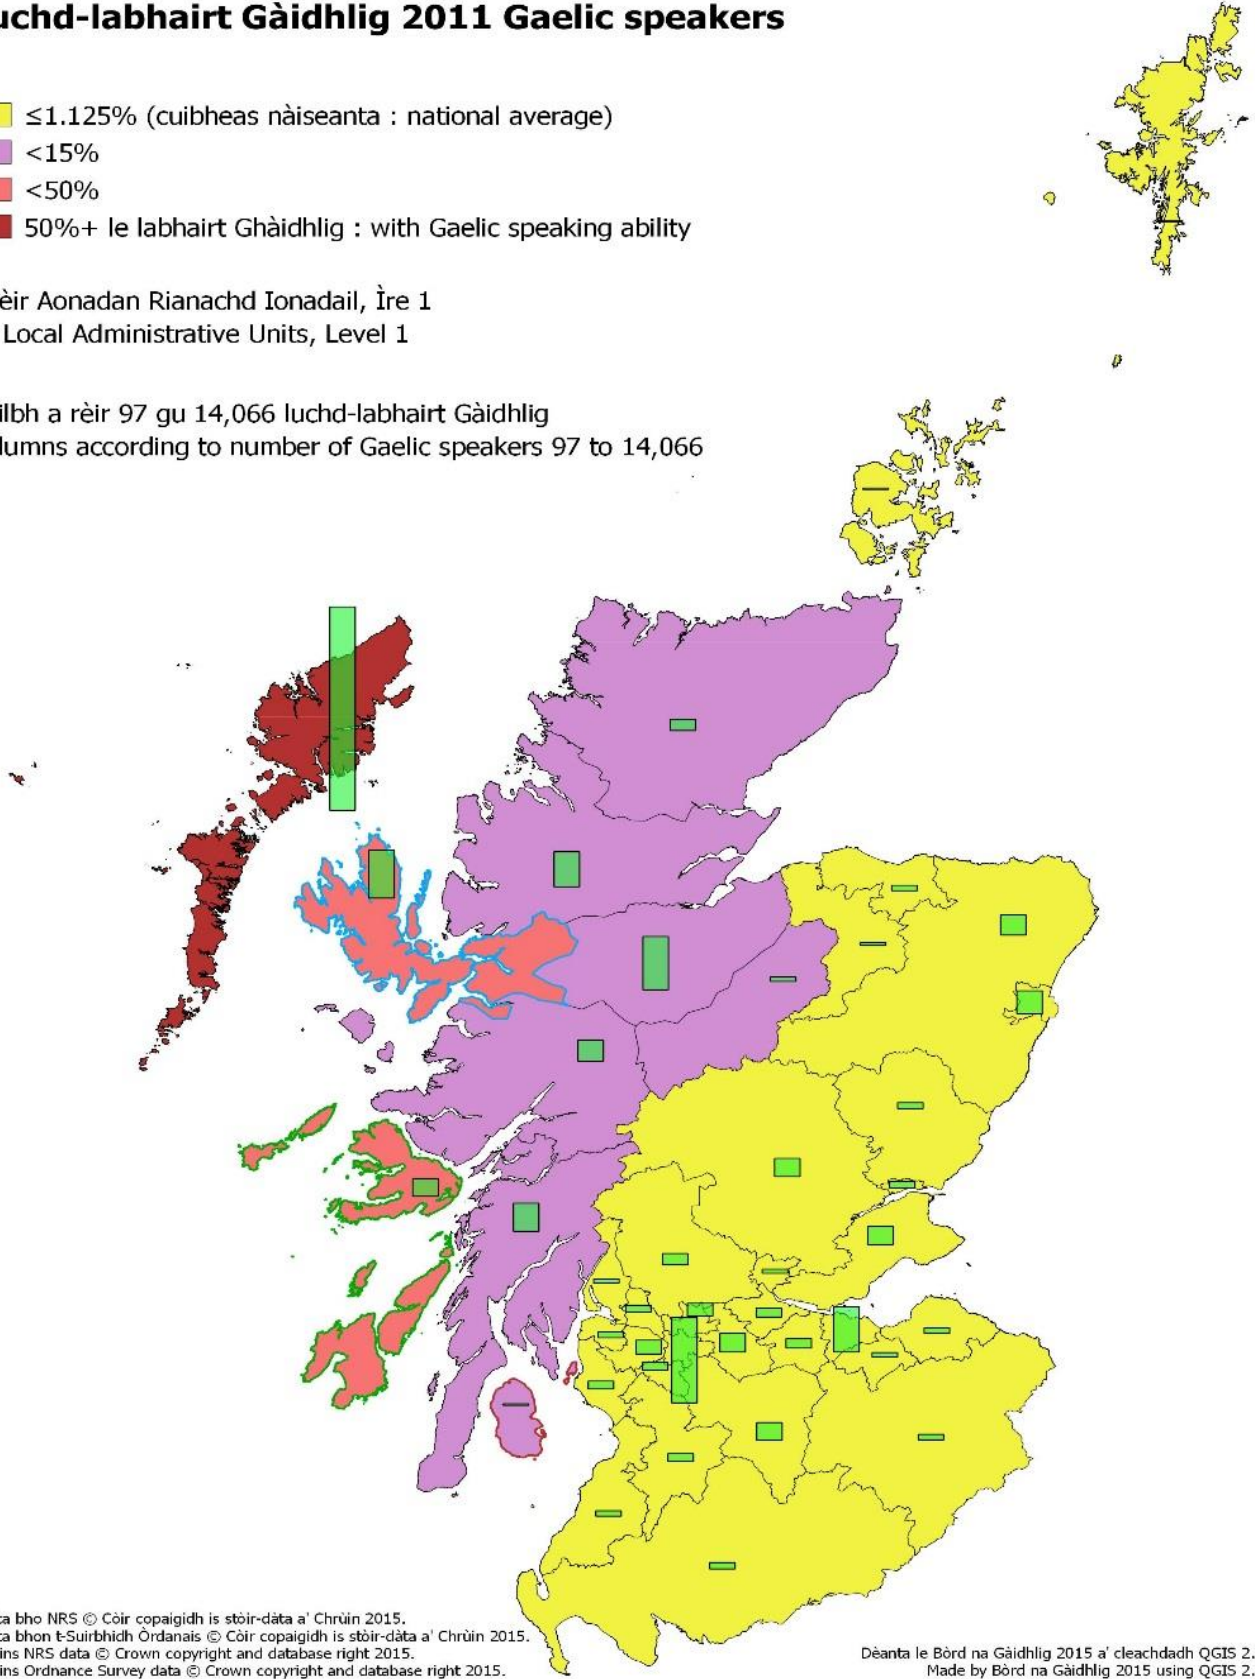 uchd-labhairt Gàidhlig 2011 Gaelic speakers
≤1.125% (cuibheas nàiseanta : national average)
<15%
<50%
50%+ le labhairt Ghàidhlig : with Gaelic speaking ability
èir Aonadan Rianachd Ionadail, Ìre 1
Local Administrative Units, Level 1
ilbh a rèir 97 gu 14,066 luchd-labhairt Gàidhlig
lumns according to number of Gaelic speakers 97 to 14,066
ta bho NRS © Còir copaigidh is stòir-dàta a' Chrùin 2015.
ta bhon t-Suirbhidh Òrdanais © Còir copaigidh is stòir-dàta a' Chrùin 2015.
ins NRS data © Crown copyright and database right 2015.
ins Ordnance Survey data © Crown copyright and database right 2015.
Dèanta le Bòrd na Gàidhlig 2015 a' cleachdadh QGIS 2.
Made by Bòrd na Gàidhlig 2015 using QGIS 2.